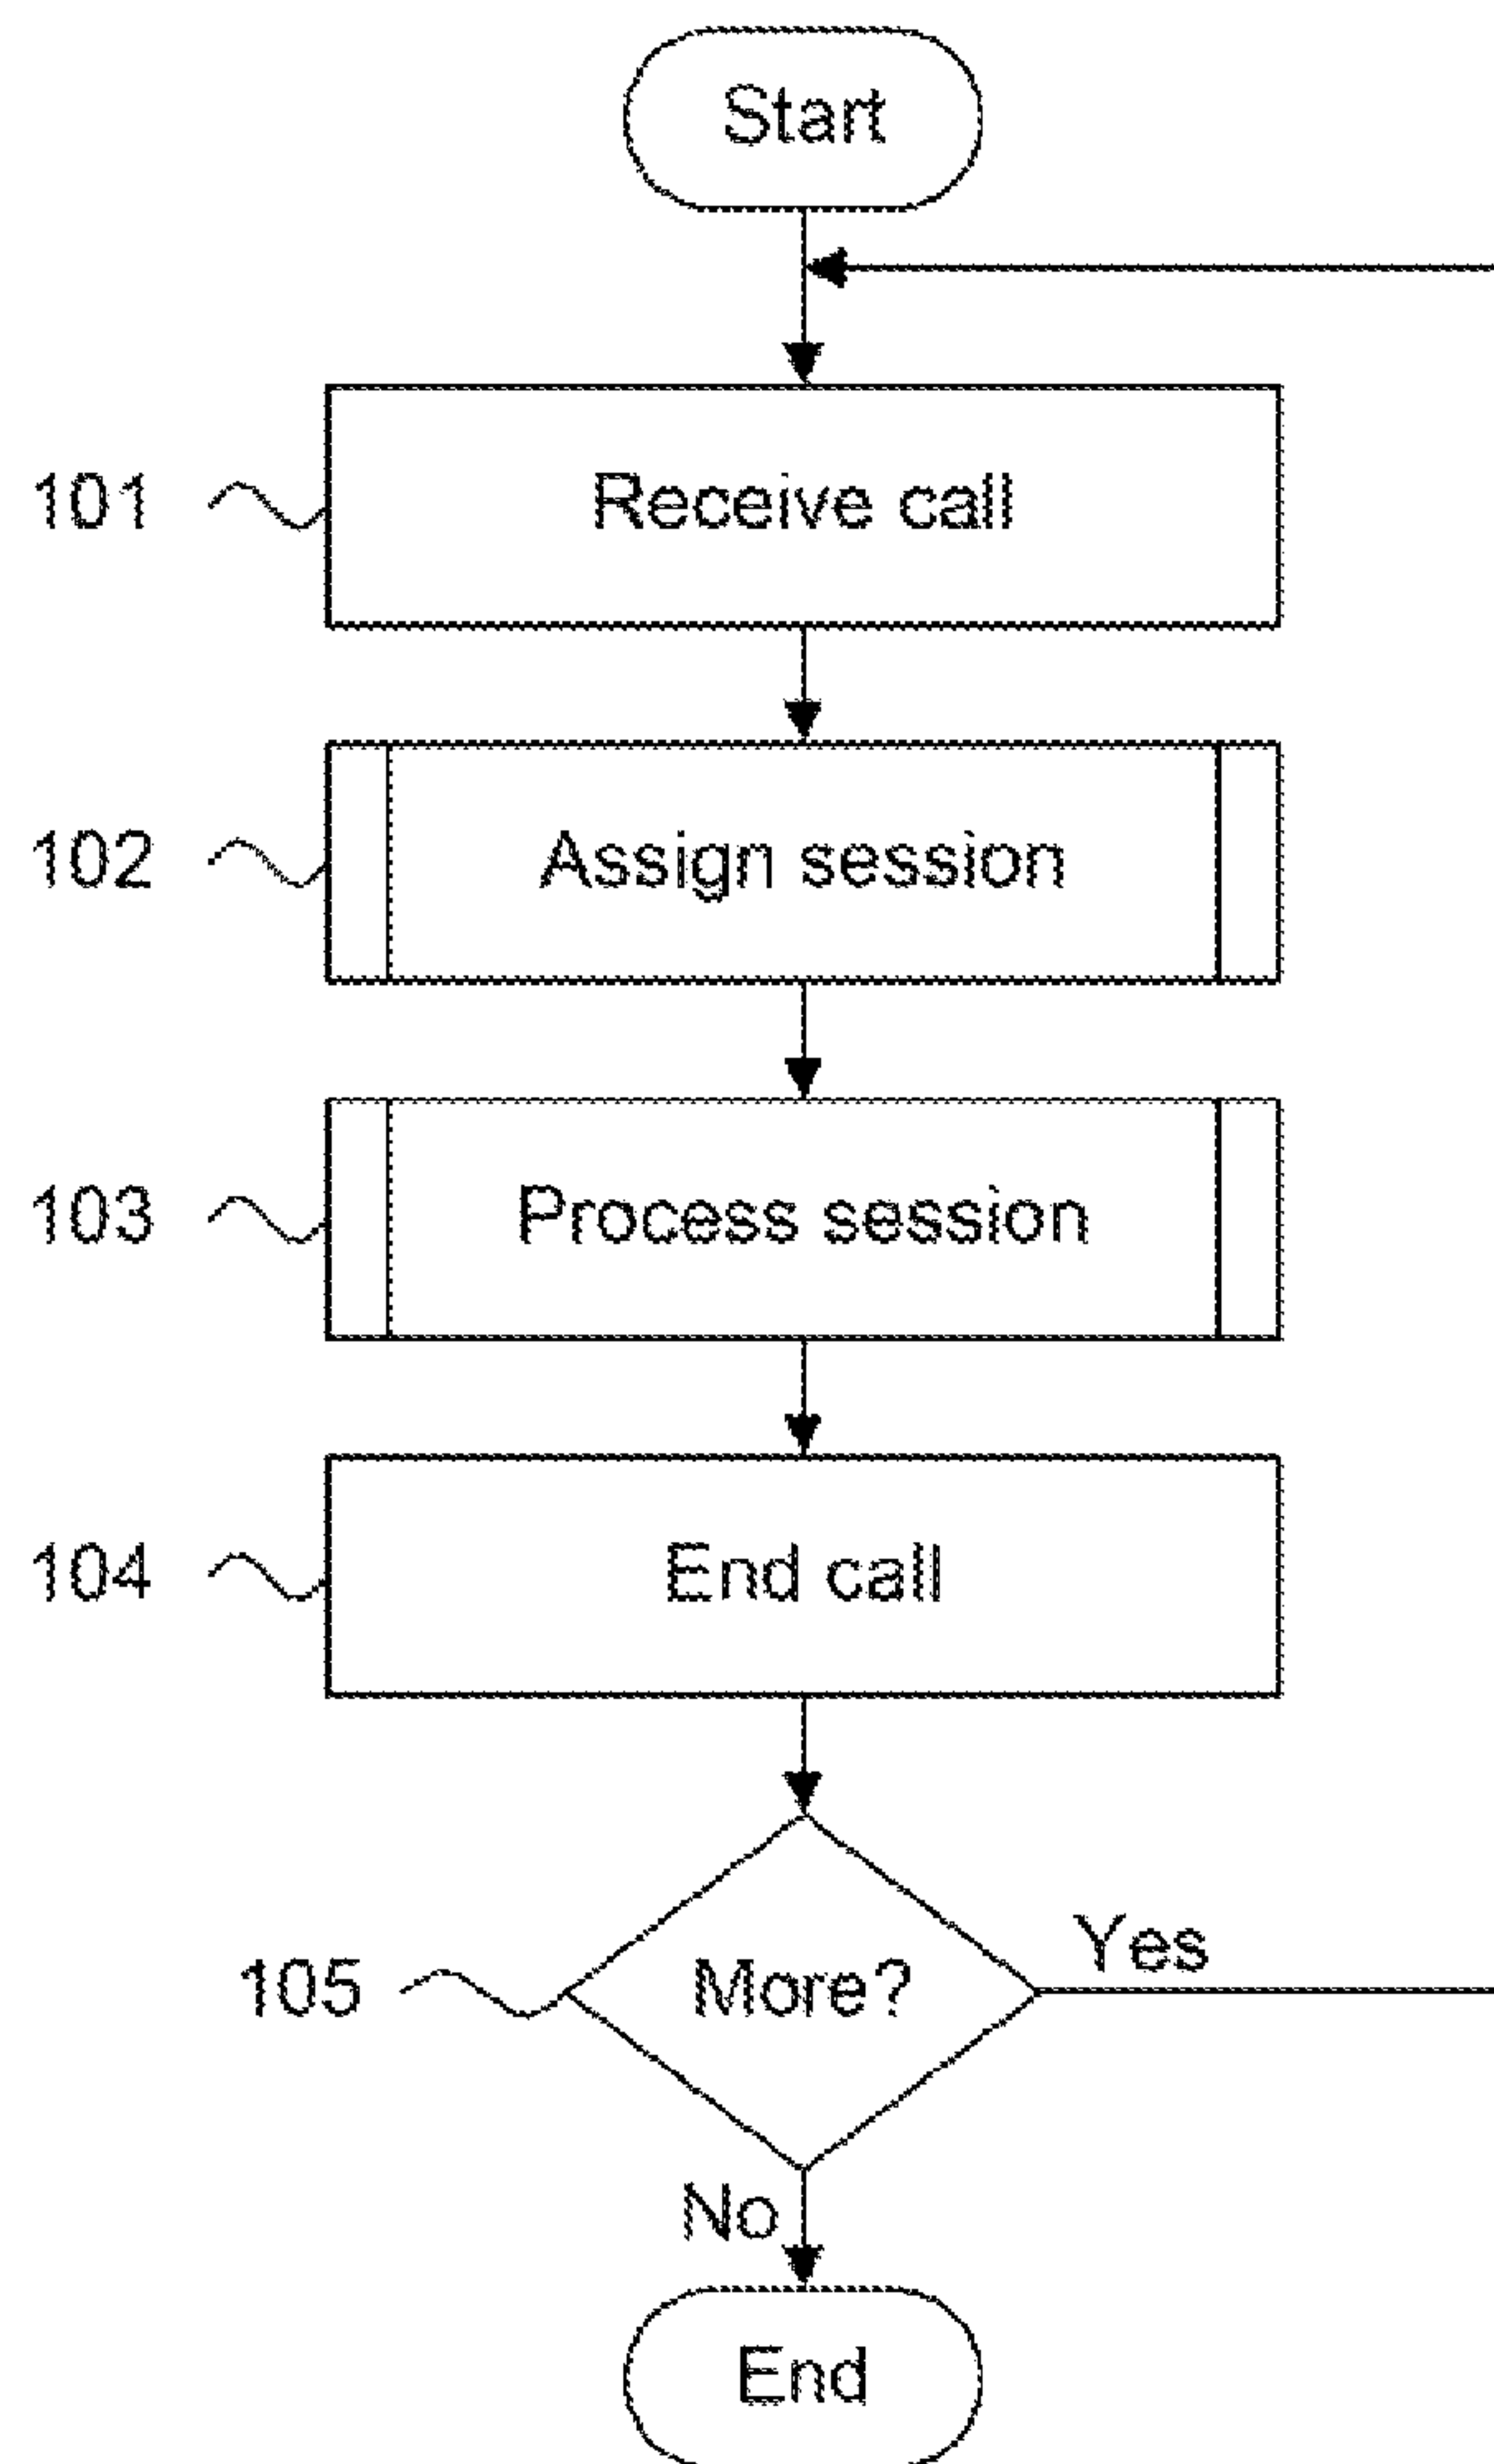 Start
101 Receive call
102 Assign session
103 Process session
104 End call
105 More? Yes
No
End